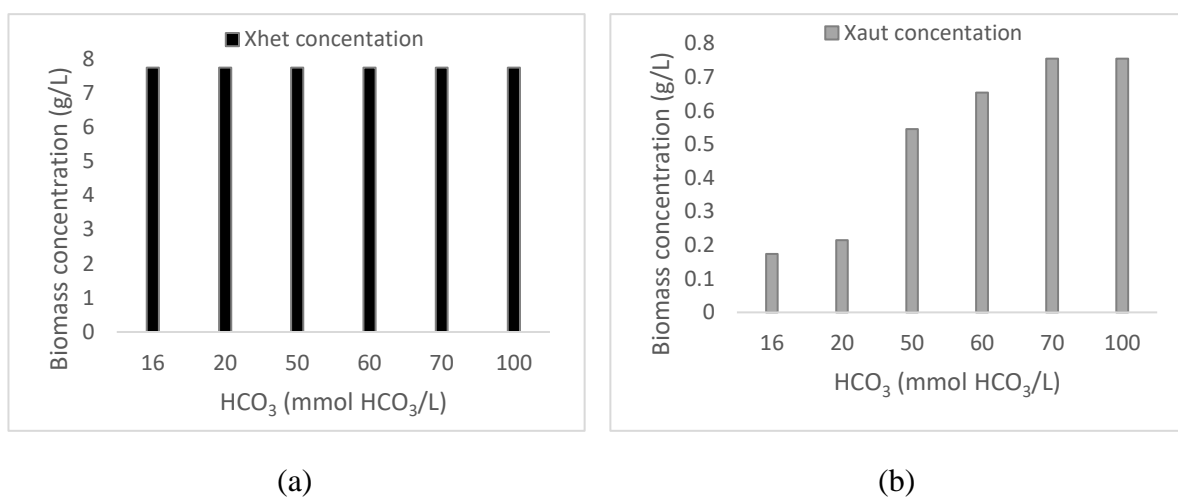 Xhet concentation
Biomass concentration (g/L)
8
7
6
5
4
3
2
1
0
16 20 50 60 70 100
HCO₃ (mmol HCO₃/L)
(a)
Xaut concentation
Biomass concentration (g/L)
0.8
0.7
0.6
0.5
0.4
0.3
0.2
0.1
0
16 20 50 60 70 100
HCO₃ (mmol HCO₃/L)
(b)